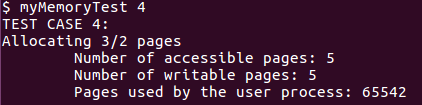 $ myMemoryTest 4
TEST CASE 4:
Allocating 3/2 pages
Number of accessible pages: 5
Number of writable pages: 5
Pages used by the user process: 65542